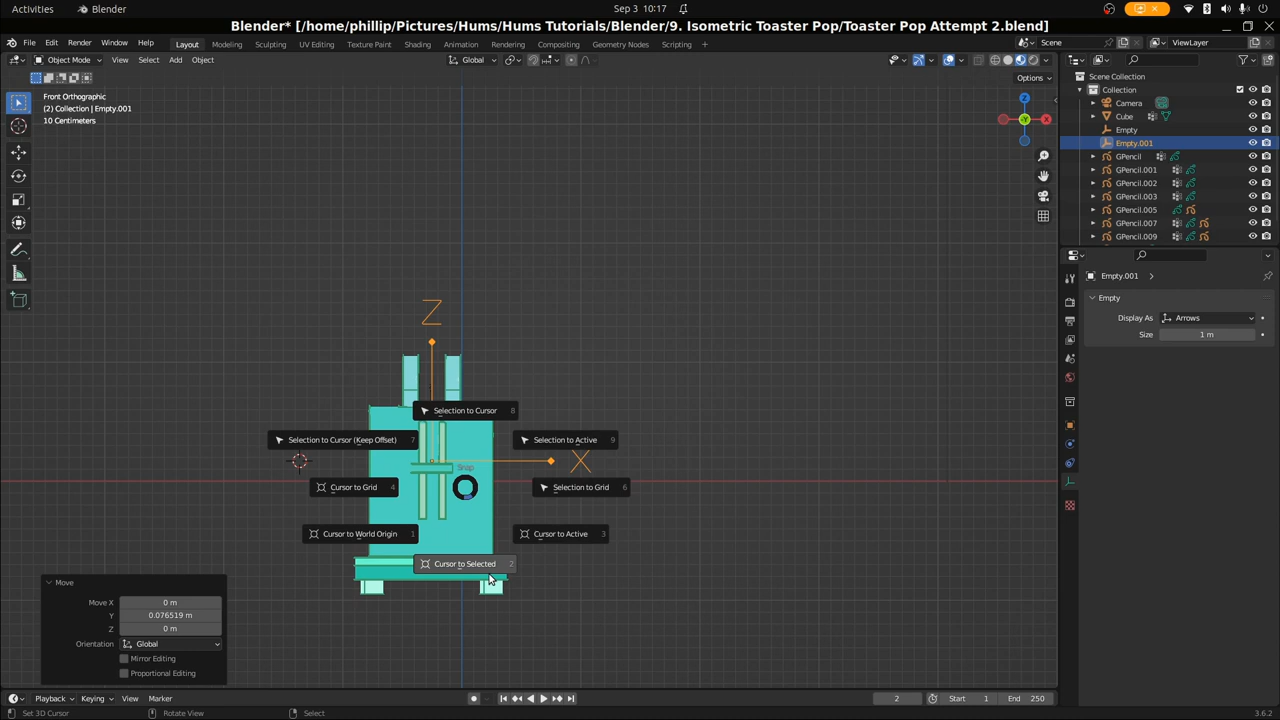 Activities
Blender
Sep 3 10:17
Blender* [/home/phillip/Pictures/Hums/Hums Tutorials/Blender/9. Isometric Toaster Pop/Toaster Pop Attempt 2.blend]
File Edit Render Window Help
Layout Modeling Sculpting UV Editing Texture Paint Shading Animation Rendering Compositing Geometry Nodes Scripting +
Scene
ViewLayer
Object Mode View Select Add Object
Global
Options
Front Orthographic
(2) Collection | Empty.001
10 Centimeters
Z
X
Scene Collection
Collection
Camera
Cube
Empty
Empty.001
GPencil
GPencil.001
GPencil.002
GPencil.003
GPencil.005
GPencil.007
GPencil.009
Empty.001
Empty
Display As Arrows
Size 1 m
Z
Selection to Cursor 8
Selection to Cursor (Keep Offset) 7
Selection to Active 9
X
Snap
Cursor to Grid 4
Selection to Grid 6
Cursor to World Origin 1
Cursor to Active 3
Cursor to Selected 2
Move
Move X 0 m
Y 0.076519 m
Z 0 m
Orientation Global
Mirror Editing
Proportional Editing
Playback Keying View Marker
2
Start 1
End 250
Set 3D Cursor
Rotate View
Select
3.6.2